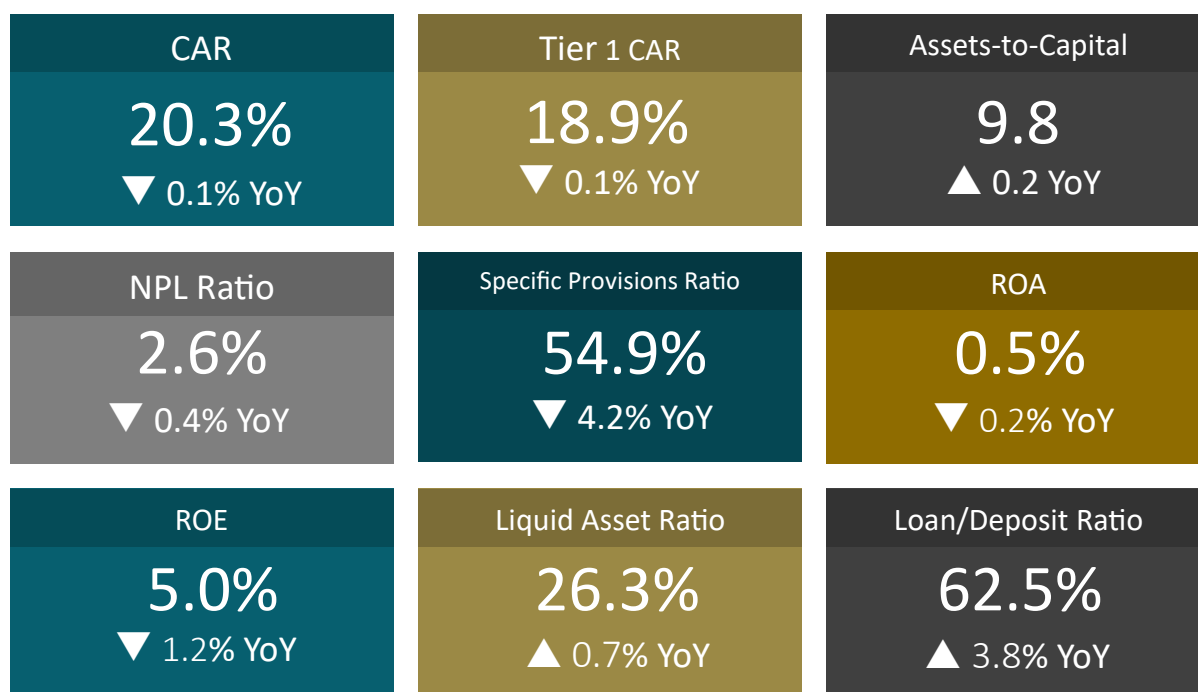 CAR
20.3%
▼ 0.1% YoY
Tier 1 CAR
18.9%
▼ 0.1% YoY
Assets-to-Capital
9.8
▲ 0.2 YoY
NPL Ratio
2.6%
▼ 0.4% YoY
Specific Provisions Ratio
54.9%
▼ 4.2% YoY
ROA
0.5%
▼ 0.2% YoY
ROE
5.0%
▼ 1.2% YoY
Liquid Asset Ratio
26.3%
▲ 0.7% YoY
Loan/Deposit Ratio
62.5%
▲ 3.8% YoY